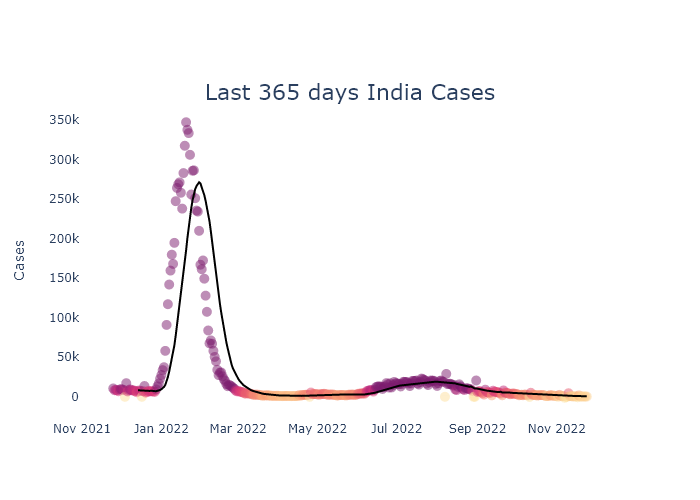 Last 365 days India Cases
350k
300k
250k
200k
150k
100k
50k
0
Cases
Nov 2021
Jan 2022
Mar 2022
May 2022
Jul 2022
Sep 2022
Nov 2022